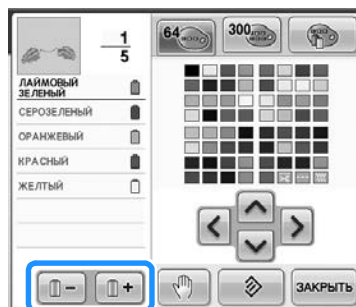 1
5
64
300
ЛАЙМОВЫЙ
ЗЕЛЕНЫЙ
СЕРОЗЕЛЕНЫЙ
ОРАНЖЕВЫЙ
КРАСНЫЙ
ЖЕЛТЫЙ
- +
ЗАКРЫТЬ